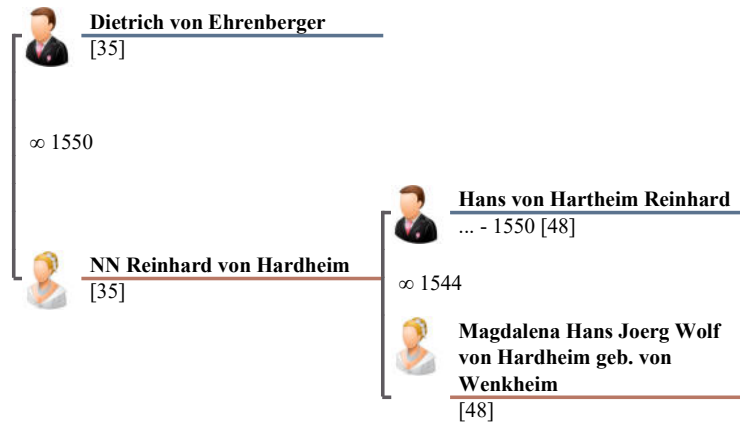 Dietrich von Ehrenberger
[35]
∞ 1550
Hans von Hartheim Reinhard
... - 1550 [48]
NN Reinhard von Hardheim
[35]
∞ 1544
Magdalena Hans Joerg Wolf
von Hardheim geb. von
Wenkheim
[48]